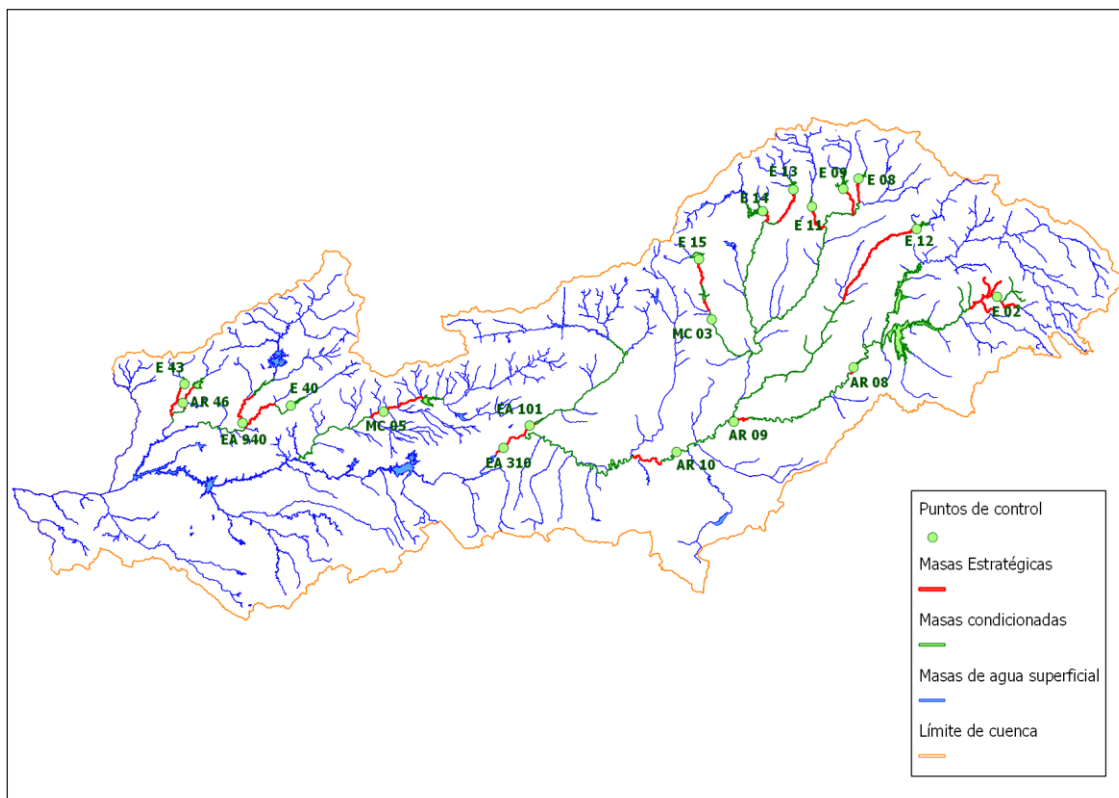 E 13
E 09
E 08
E 14
E 11
E 12
E 15
E 02
MC 03
AR 08
E 43
AR 46
E 40
EA 940
MC 05
EA 101
EA 310
AR 09
AR 10
Puntos de control
Masas Estratégicas
Masas condicionadas
Masas de agua superficial
Límite de cuenca